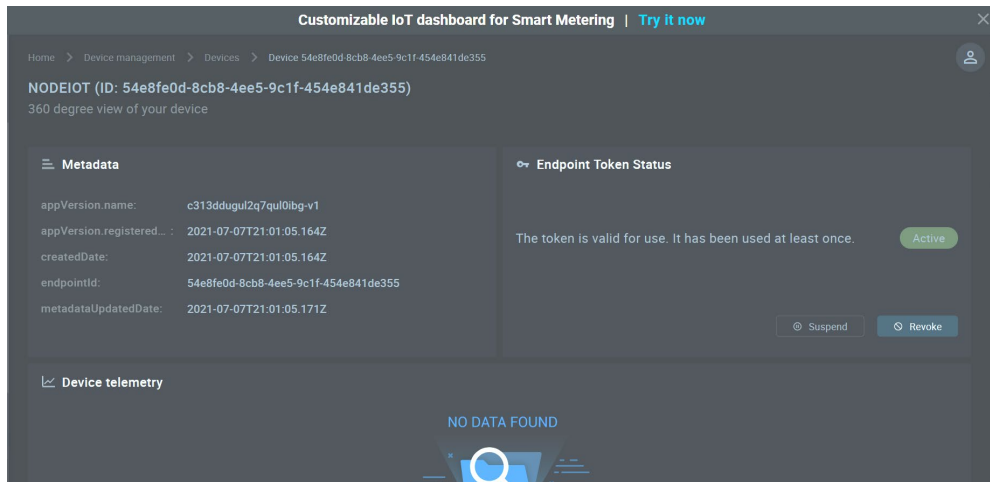 Customizable IoT dashboard for Smart Metering | Try it now
Home > Device management > Devices > Device 54e8fe0d-8cb8-4ee5-9c1f-454e841de355
NODEIOT (ID: 54e8fe0d-8cb8-4ee5-9c1f-454e841de355)
360 degree view of your device
Metadata
appVersion.name: c313ddugul2q7qul0ibg-v1
appVersion.registered... : 2021-07-07T21:01:05.164Z
createdDate: 2021-07-07T21:01:05.164Z
endpointId: 54e8fe0d-8cb8-4ee5-9c1f-454e841de355
metadataUpdatedDate: 2021-07-07T21:01:05.171Z
Endpoint Token Status
The token is valid for use. It has been used at least once. Active
Suspend Revoke
Device telemetry
NO DATA FOUND